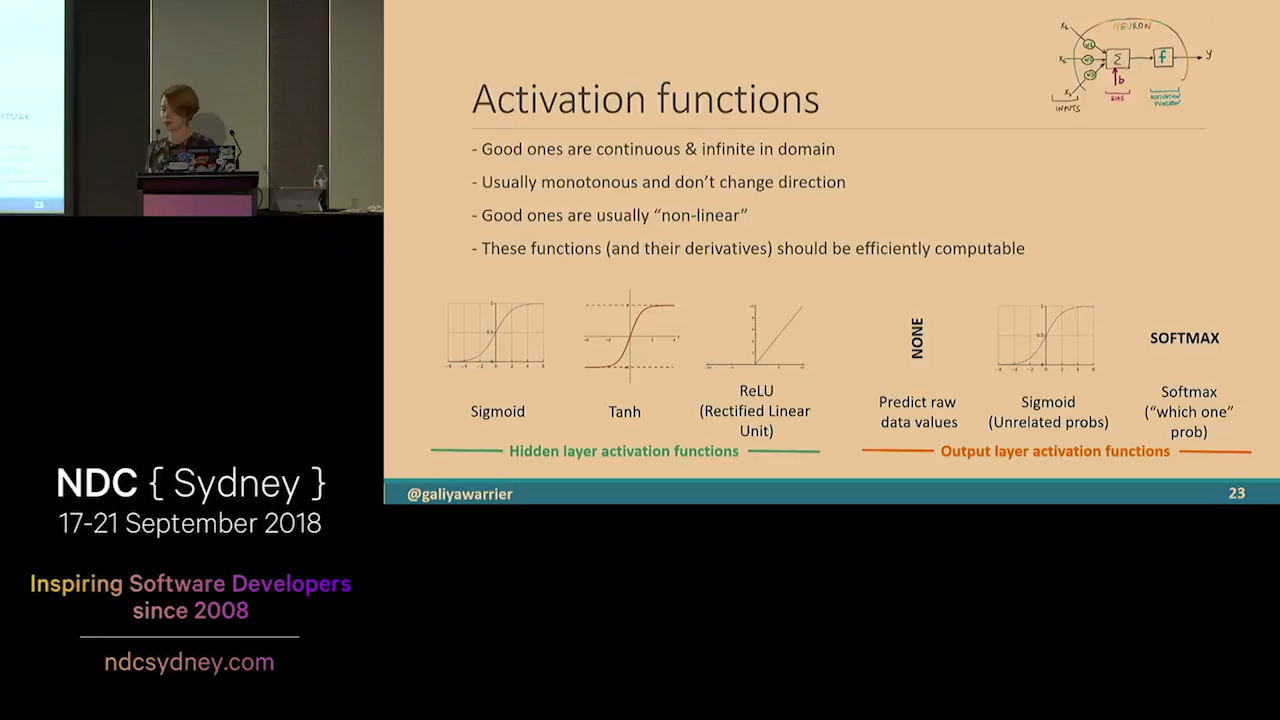 OFTMAX
23
NEURON
INPUTS
Σ
f
y
b
BIAS
ACTIVATION
FUNCTION
Activation functions
- Good ones are continuous & infinite in domain
- Usually monotonous and don’t change direction
- Good ones are usually “non-linear”
- These functions (and their derivatives) should be efficiently computable
Sigmoid
Tanh
ReLU
(Rectified Linear
Unit)
Hidden layer activation functions
NONE
Predict raw
data values
Sigmoid
(Unrelated probs)
SOFTMAX
Softmax
(“which one”
prob)
Output layer activation functions
@galiyawarrier
23
NDC { Sydney }
17-21 September 2018
Inspiring Software Developers
since 2008
ndcsydney.com